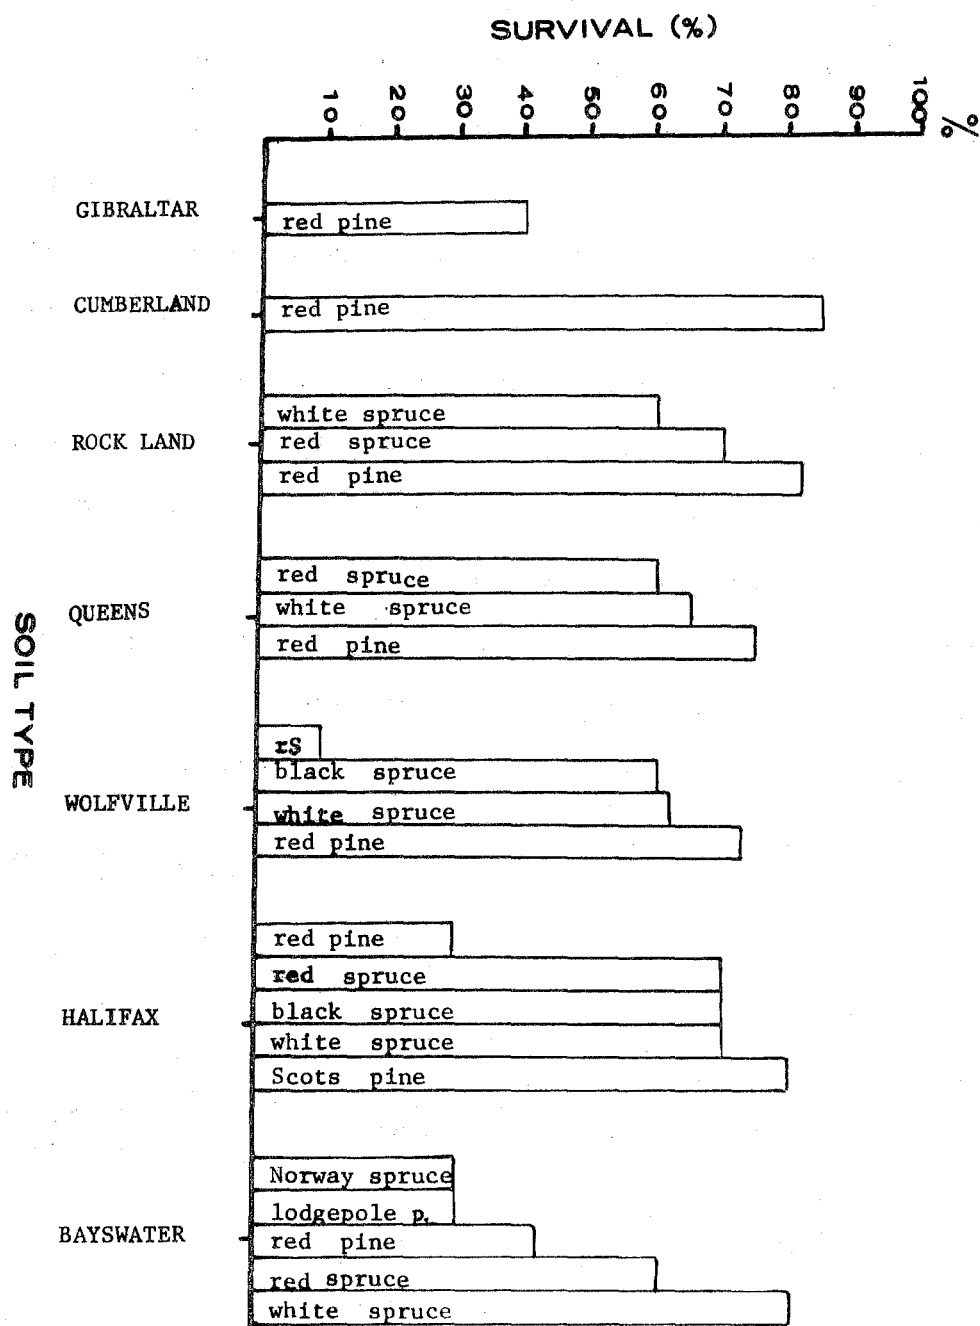 SURVIVAL (%)
10 20 30 40 50 60 70 80 90 100 %
GIBRALTAR
red pine
CUMBERLAND
red pine
ROCK LAND
white spruce
red spruce
red pine
QUEENS
red spruce
white spruce
red pine
WOLFVILLE
rS
black spruce
white spruce
red pine
HALIFAX
red pine
red spruce
black spruce
white spruce
Scots pine
BAYSWATER
Norway spruce
lodgepole p.
red pine
red spruce
white spruce
SOIL TYPE